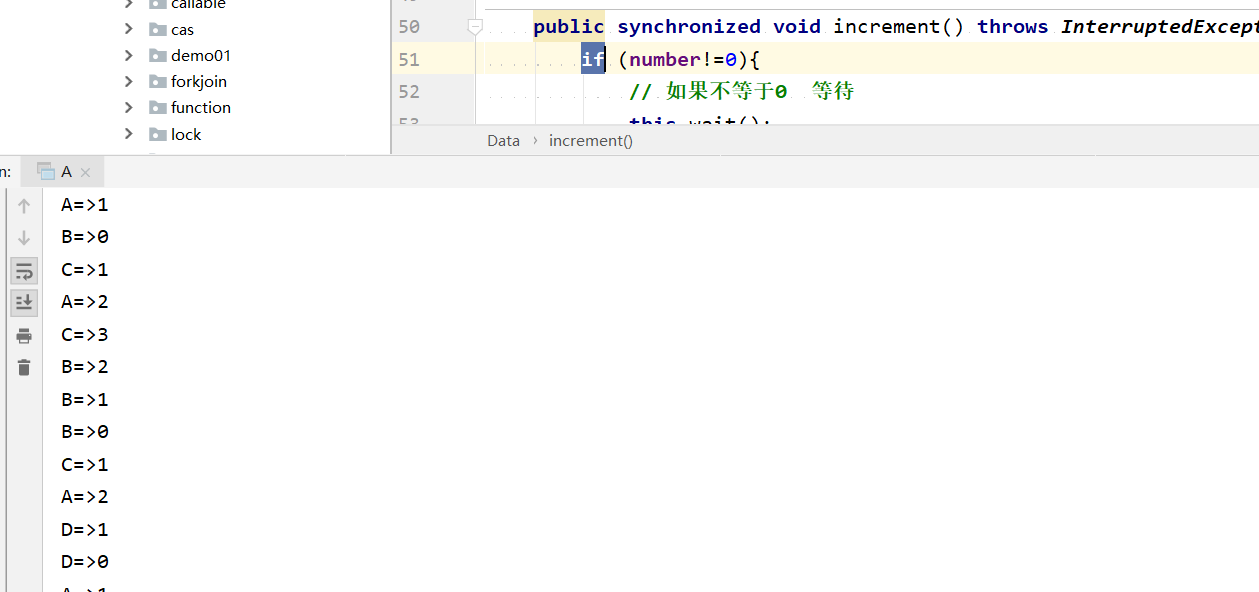 callable
cas
demo01
forkjoin
function
lock
50 public synchronized void increment() throws InterruptedExcept
51 if (number!=0){
52 // 如果不等于0 等待
53 this.wait();
Data › increment()
n: A ×
A=>1
B=>0
C=>1
A=>2
C=>3
B=>2
B=>1
B=>0
C=>1
A=>2
D=>1
D=>0
A=>1